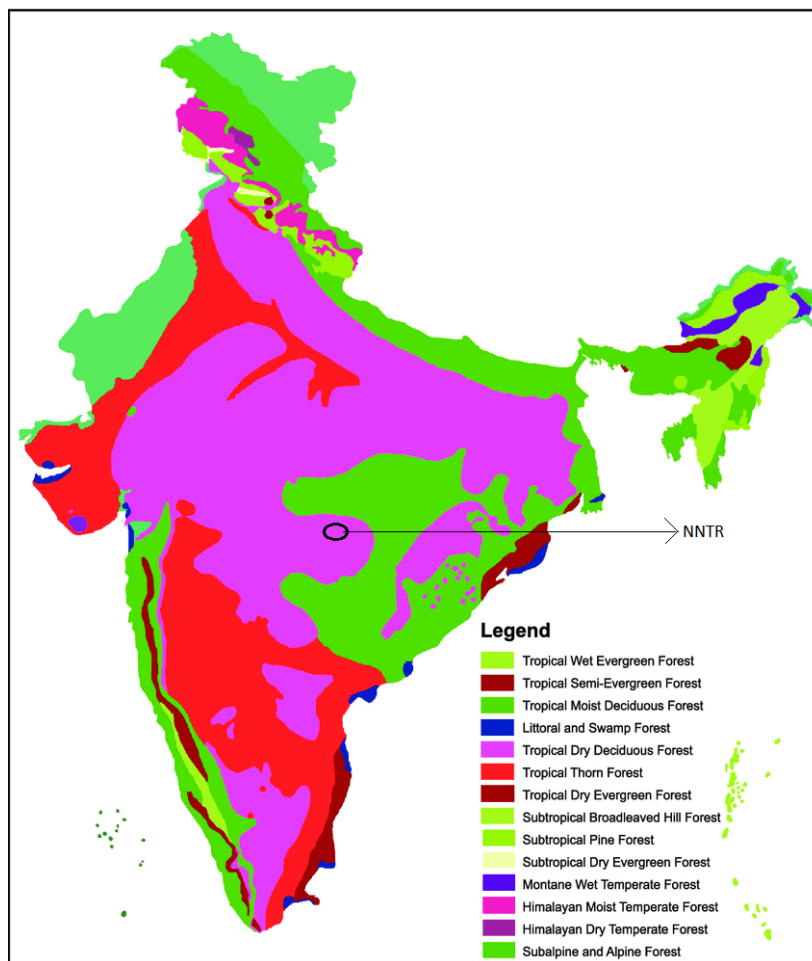 NNTR
Legend
Tropical Wet Evergreen Forest
Tropical Semi-Evergreen Forest
Tropical Moist Deciduous Forest
Littoral and Swamp Forest
Tropical Dry Deciduous Forest
Tropical Thorn Forest
Tropical Dry Evergreen Forest
Subtropical Broadleaved Hill Forest
Subtropical Pine Forest
Subtropical Dry Evergreen Forest
Montane Wet Temperate Forest
Himalayan Moist Temperate Forest
Himalayan Dry Temperate Forest
Subalpine and Alpine Forest